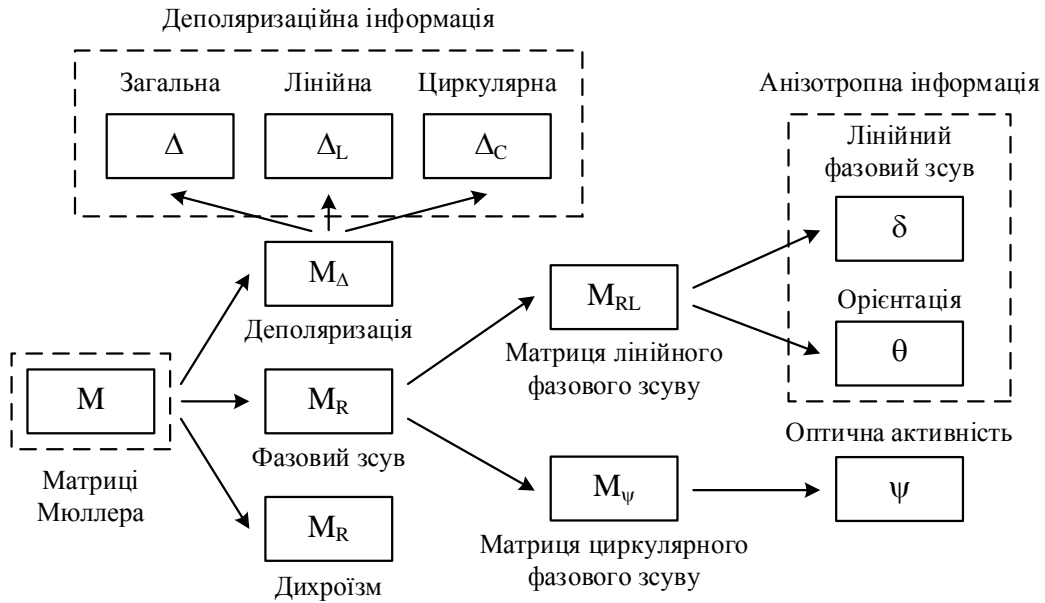 Деполяризаційна інформація
Загальна Лінійна Циркулярна
Δ Δ_L Δ_C
M_Δ
Деполяризація
M
Матриці
Мюллера
M_R
Фазовий зсув
M_R
Дихроїзм
M_RL
Матриця лінійного
фазового зсуву
M_ψ
Матриця циркулярного
фазового зсуву
Анізотропна інформація
Лінійний
фазовий зсув
δ
Орієнтація
θ
Оптична активність
ψ